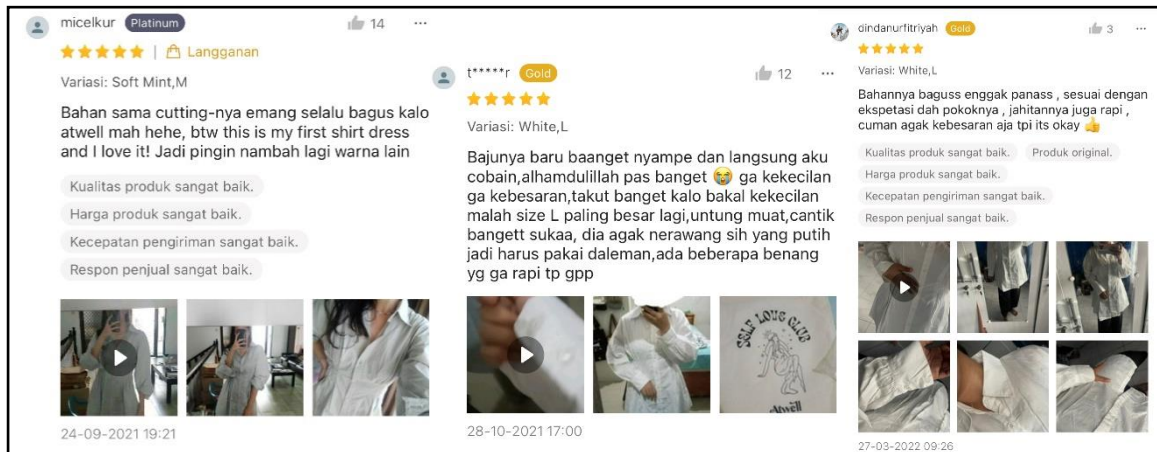 micelkur Platinum 14
Langganan
Variasi: Soft Mint,M
Bahan sama cutting-nya emang selalu bagus kalo
atwell mah hehe, btw this is my first shirt dress
and I love it! Jadi pingin nambah lagi warna lain
Kualitas produk sangat baik.
Harga produk sangat baik.
Kecepatan pengiriman sangat baik.
Respon penjual sangat baik.
24-09-2021 19:21
t*****r Gold 12
Variasi: White,L
Bajunya baru baanget nyampe dan langsung aku
cobain,alhamdulillah pas banget 😭 ga kekecilan
ga kebesaran,takut banget kalo bakal kekecilan
malah size L paling besar lagi,untung muat,cantik
bangett sukaa, dia agak nerawang sih yang putih
jadi harus pakai daleman,ada beberapa benang
yg ga rapi tp gpp
SELF LOVE CLUB
Atwell
28-10-2021 17:00
dindanurfitriyah Gold 3
Variasi: White,L
Bahannya baguss enggak panass , sesuai dengan
ekspetasi dah pokoknya , jahitannya juga rapi ,
cuman agak kebesaran aja tpi its okay 👍
Kualitas produk sangat baik. Produk original.
Harga produk sangat baik.
Kecepatan pengiriman sangat baik.
Respon penjual sangat baik.
27-03-2022 09:26